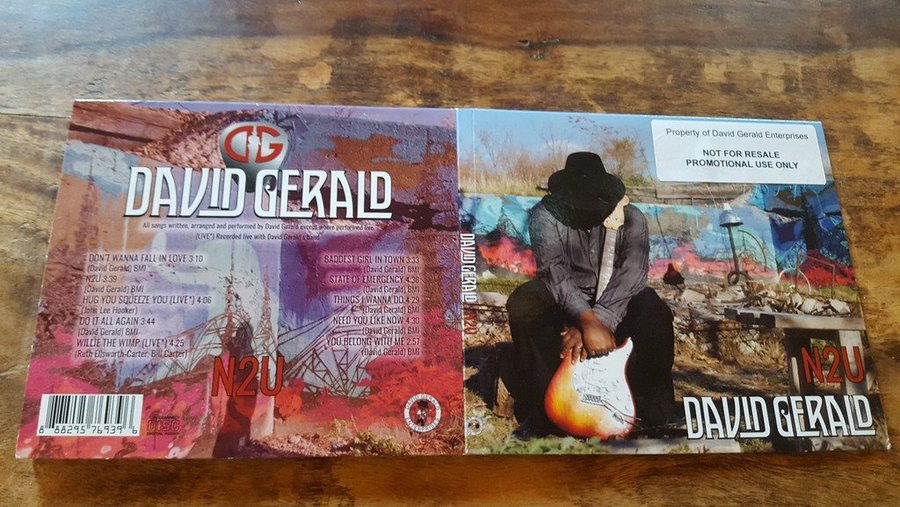 DG
DAVID GERALD
All songs written, arranged and performed by David Gerald except where performed live.
(LIVE*) Recorded live with David Gerald's band.
DON'T WANNA FALL IN LOVE 3:10
(David Gerald) BMI
N2U 3:39
(David Gerald) BMI
HUG YOU SQUEEZE YOU (LIVE*) 4:06
(John Lee Hooker)
DO IT ALL AGAIN 3:44
(David Gerald) BMI
WILLIE THE WIMP (LIVE*) 4:25
(Ruth Ellsworth-Carter, Bill Carter)
BADDEST GIRL IN TOWN 3:33
(David Gerald) BMI
STATE OF EMERGENCY 4:36
(David Gerald) BMI
THINGS I WANNA DO 4:29
(David Gerald) BMI
NEED YOU LIKE NOW 4:30
(David Gerald) BMI
YOU BELONG WITH ME 2:57
(David Gerald) BMI
N2U
8 88295 76939 6
DISC
DAVID GERALD ENTERPRISES
DAVID GERALD N2U
Property of David Gerald Enterprises
NOT FOR RESALE
PROMOTIONAL USE ONLY
N2U
DAVID GERALD